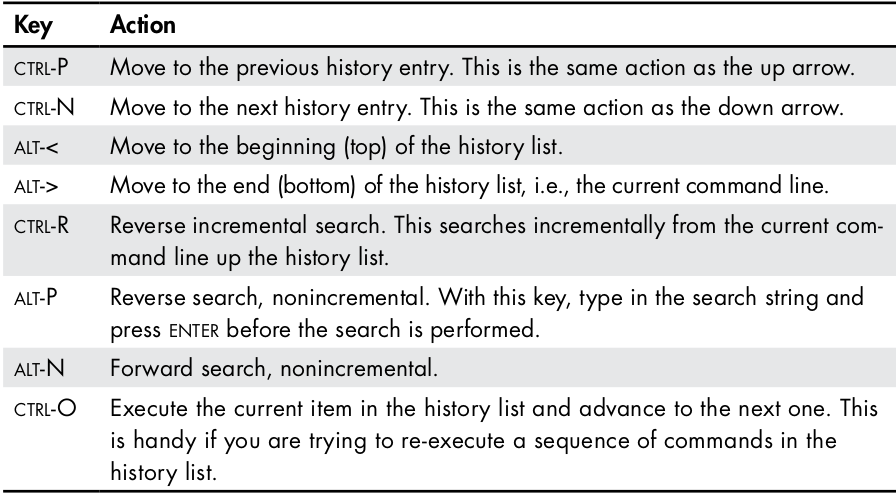 Key Action
CTRL-P Move to the previous history entry. This is the same action as the up arrow.
CTRL-N Move to the next history entry. This is the same action as the down arrow.
ALT-< Move to the beginning (top) of the history list.
ALT-> Move to the end (bottom) of the history list, i.e., the current command line.
CTRL-R Reverse incremental search. This searches incrementally from the current com-
mand line up the history list.
ALT-P Reverse search, nonincremental. With this key, type in the search string and
press ENTER before the search is performed.
ALT-N Forward search, nonincremental.
CTRL-O Execute the current item in the history list and advance to the next one. This
is handy if you are trying to re-execute a sequence of commands in the
history list.